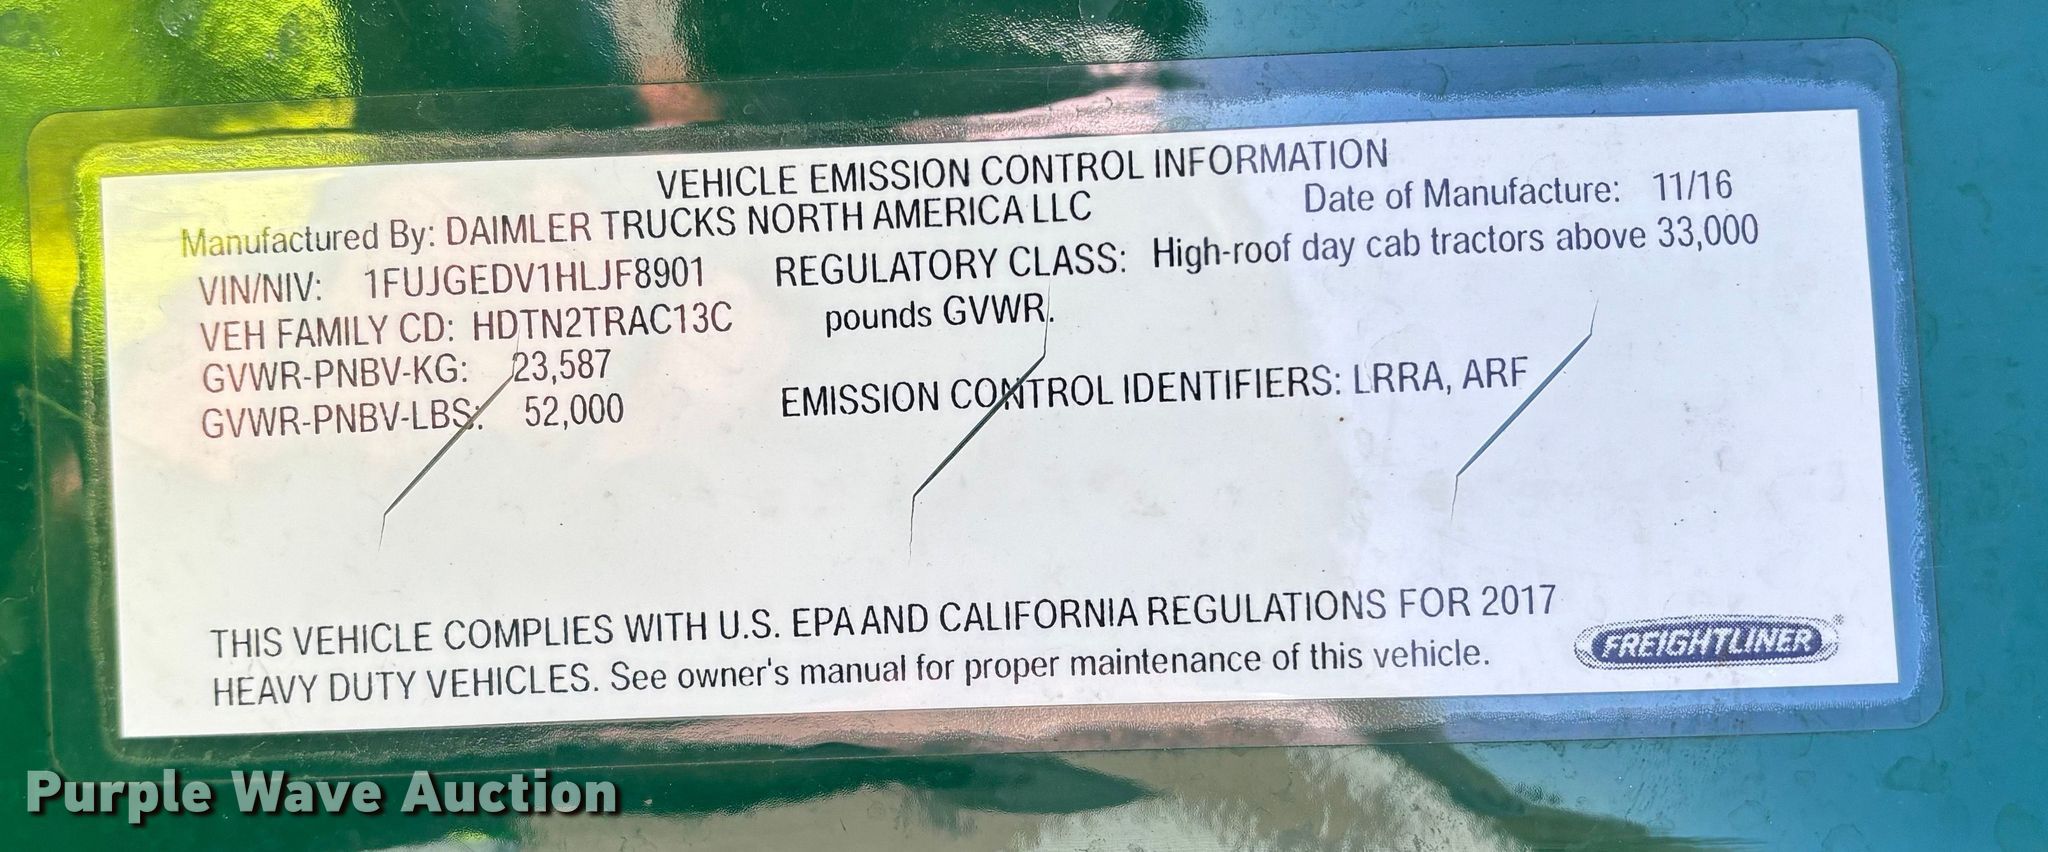 VEHICLE EMISSION CONTROL INFORMATION
Manufactured By: DAIMLER TRUCKS NORTH AMERICA LLC
Date of Manufacture: 11/16
VIN/NIV: 1FUJGEDV1HLJF8901
REGULATORY CLASS: High-roof day cab tractors above 33,000
pounds GVWR.
VEH FAMILY CD: HDTN2TRAC13C
GVWR-PNBV-KG: 23,587
GVWR-PNBV-LBS: 52,000
EMISSION CONTROL IDENTIFIERS: LRRA, ARF
THIS VEHICLE COMPLIES WITH U.S. EPA AND CALIFORNIA REGULATIONS FOR 2017
HEAVY DUTY VEHICLES. See owner's manual for proper maintenance of this vehicle.
FREIGHTLINER®
Purple Wave Auction